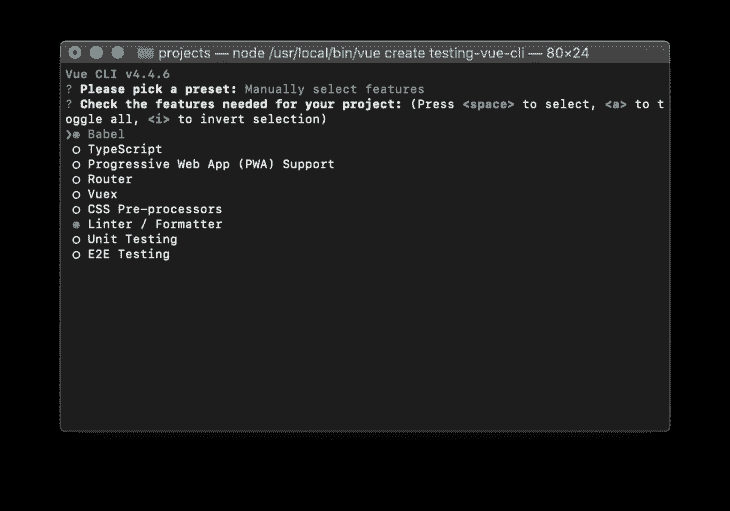 projects — node /usr/local/bin/vue create testing-vue-cli — 80×24
Vue CLI v4.4.6
? Please pick a preset: Manually select features
? Check the features needed for your project: (Press <space> to select, <a> to t
oggle all, <i> to invert selection)
❯◉ Babel
◯ TypeScript
◯ Progressive Web App (PWA) Support
◯ Router
◯ Vuex
◯ CSS Pre-processors
◉ Linter / Formatter
◯ Unit Testing
◯ E2E Testing